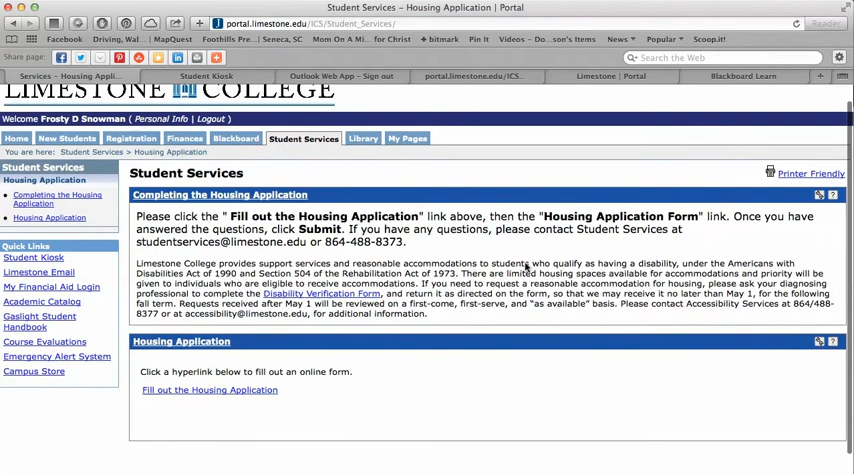 Student Services - Housing Application | Portal
portal.limestone.edu/ICS/Student_Services/
Reader
Facebook Driving, Wal...| MapQuest Foothills Pre... | Seneca, SC Mom On A Mi... for Christ + bitmark Pin It Violet D... - Do...son's Items News Popular Scoop.it!
Share page:
Search the Web
Services - Housing Appli... Student Kiosk Outlook Web App - Sign out portal.limestone.edu/ICS... Limestone | Portal Blackboard Learn
LIMESTONE COLLEGE
Welcome Frosty D Snowman ( Personal Info | Logout )
Home New Students Registration Finances Blackboard Student Services Library My Pages
You are here: Student Services > Housing Application
Student Services
Housing Application
Completing the Housing
Application
Housing Application
Quick Links
Student Kiosk
Limestone Email
My Financial Aid Login
Academic Catalog
Gaslight Student
Handbook
Course Evaluations
Emergency Alert System
Campus Store
Student Services
Printer Friendly
Completing the Housing Application
Please click the " Fill out the Housing Application" link above, then the "Housing Application Form" link. Once you have
answered the questions, click Submit. If you have any questions, please contact Student Services at
studentservices@limestone.edu or 864-488-8373.
Limestone College provides support services and reasonable accommodations to students who qualify as having a disability, under the Americans with
Disabilities Act of 1990 and Section 504 of the Rehabilitation Act of 1973. There are limited housing spaces available for accommodations and priority will be
given to individuals who are eligible to receive accommodations. If you need to request a reasonable accommodation for housing, please ask your diagnosing
professional to complete the Disability Verification Form, and return it as directed on the form, so that we may receive it no later than May 1, for the following
fall term. Requests received after May 1 will be reviewed on a first-come, first-serve, and "as available" basis. Please contact Accessibility Services at 864/488-
8377 or at accessibility@limestone.edu, for additional information.
Housing Application
Click a hyperlink below to fill out an online form.
Fill out the Housing Application